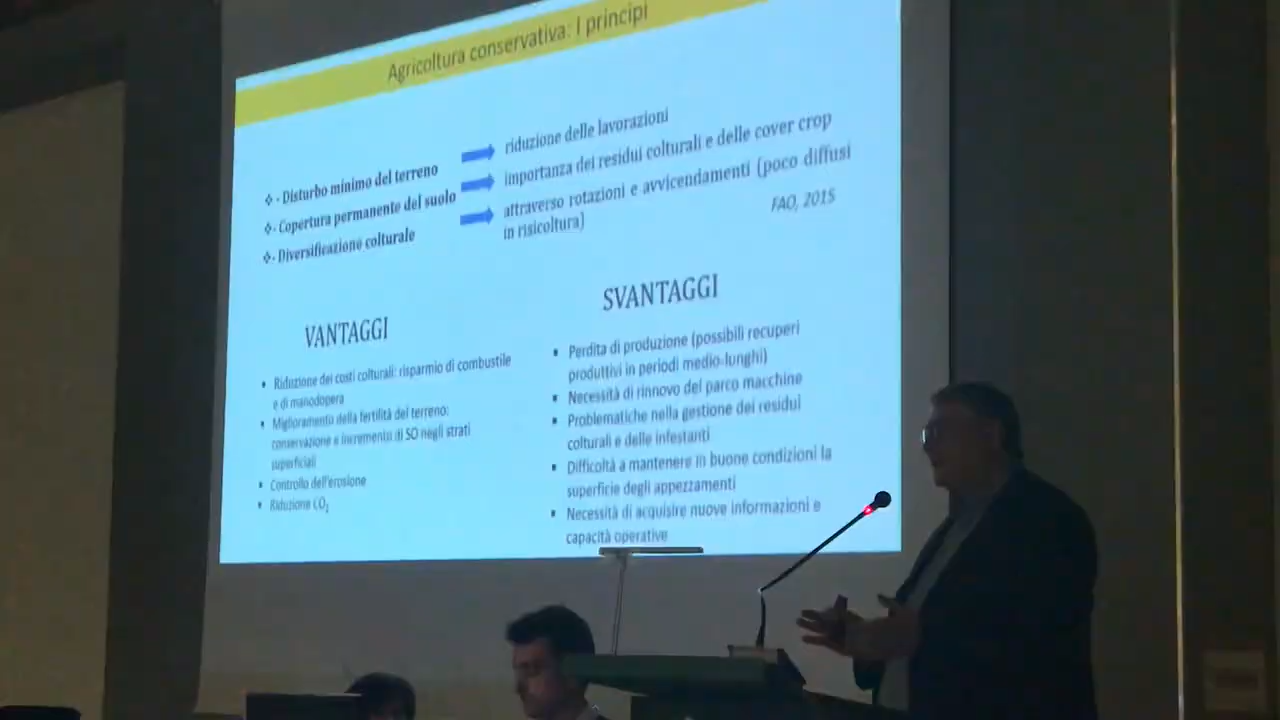 Agricoltura conservativa: I principi
❖ - Disturbo minimo del terreno
riduzione delle lavorazioni
❖ - Copertura permanente del suolo
importanza dei residui colturali e delle cover crop
❖ - Diversificazione colturale
attraverso rotazioni e avvicendamenti (poco diffusi
in risicoltura)
FAO, 2015
VANTAGGI
• Riduzione dei costi colturali: risparmio di combustile
e di manodopera
• Miglioramento della fertilità del terreno:
conservazione e incremento di SO negli strati
superficiali
• Controllo dell'erosione
• Riduzione CO₂
SVANTAGGI
▪ Perdita di produzione (possibili recuperi
produttivi in periodi medio-lunghi)
▪ Necessità di rinnovo del parco macchine
▪ Problematiche nella gestione dei residui
colturali e delle infestanti
▪ Difficoltà a mantenere in buone condizioni la
superficie degli appezzamenti
▪ Necessità di acquisire nuove informazioni e
capacità operative